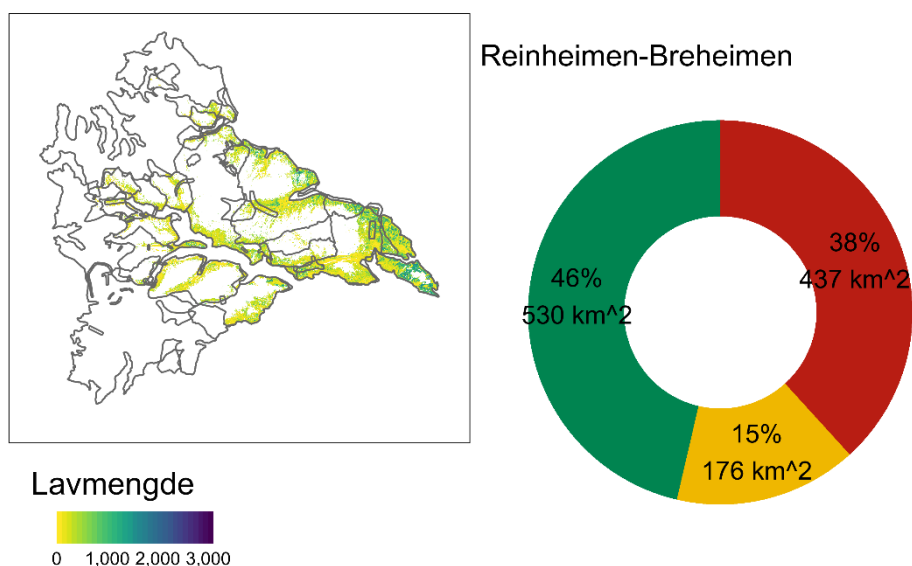 Reinheimen-Breheimen
38%
437 km^2
46%
530 km^2
15%
176 km^2
Lavmengde
0 1,000 2,000 3,000